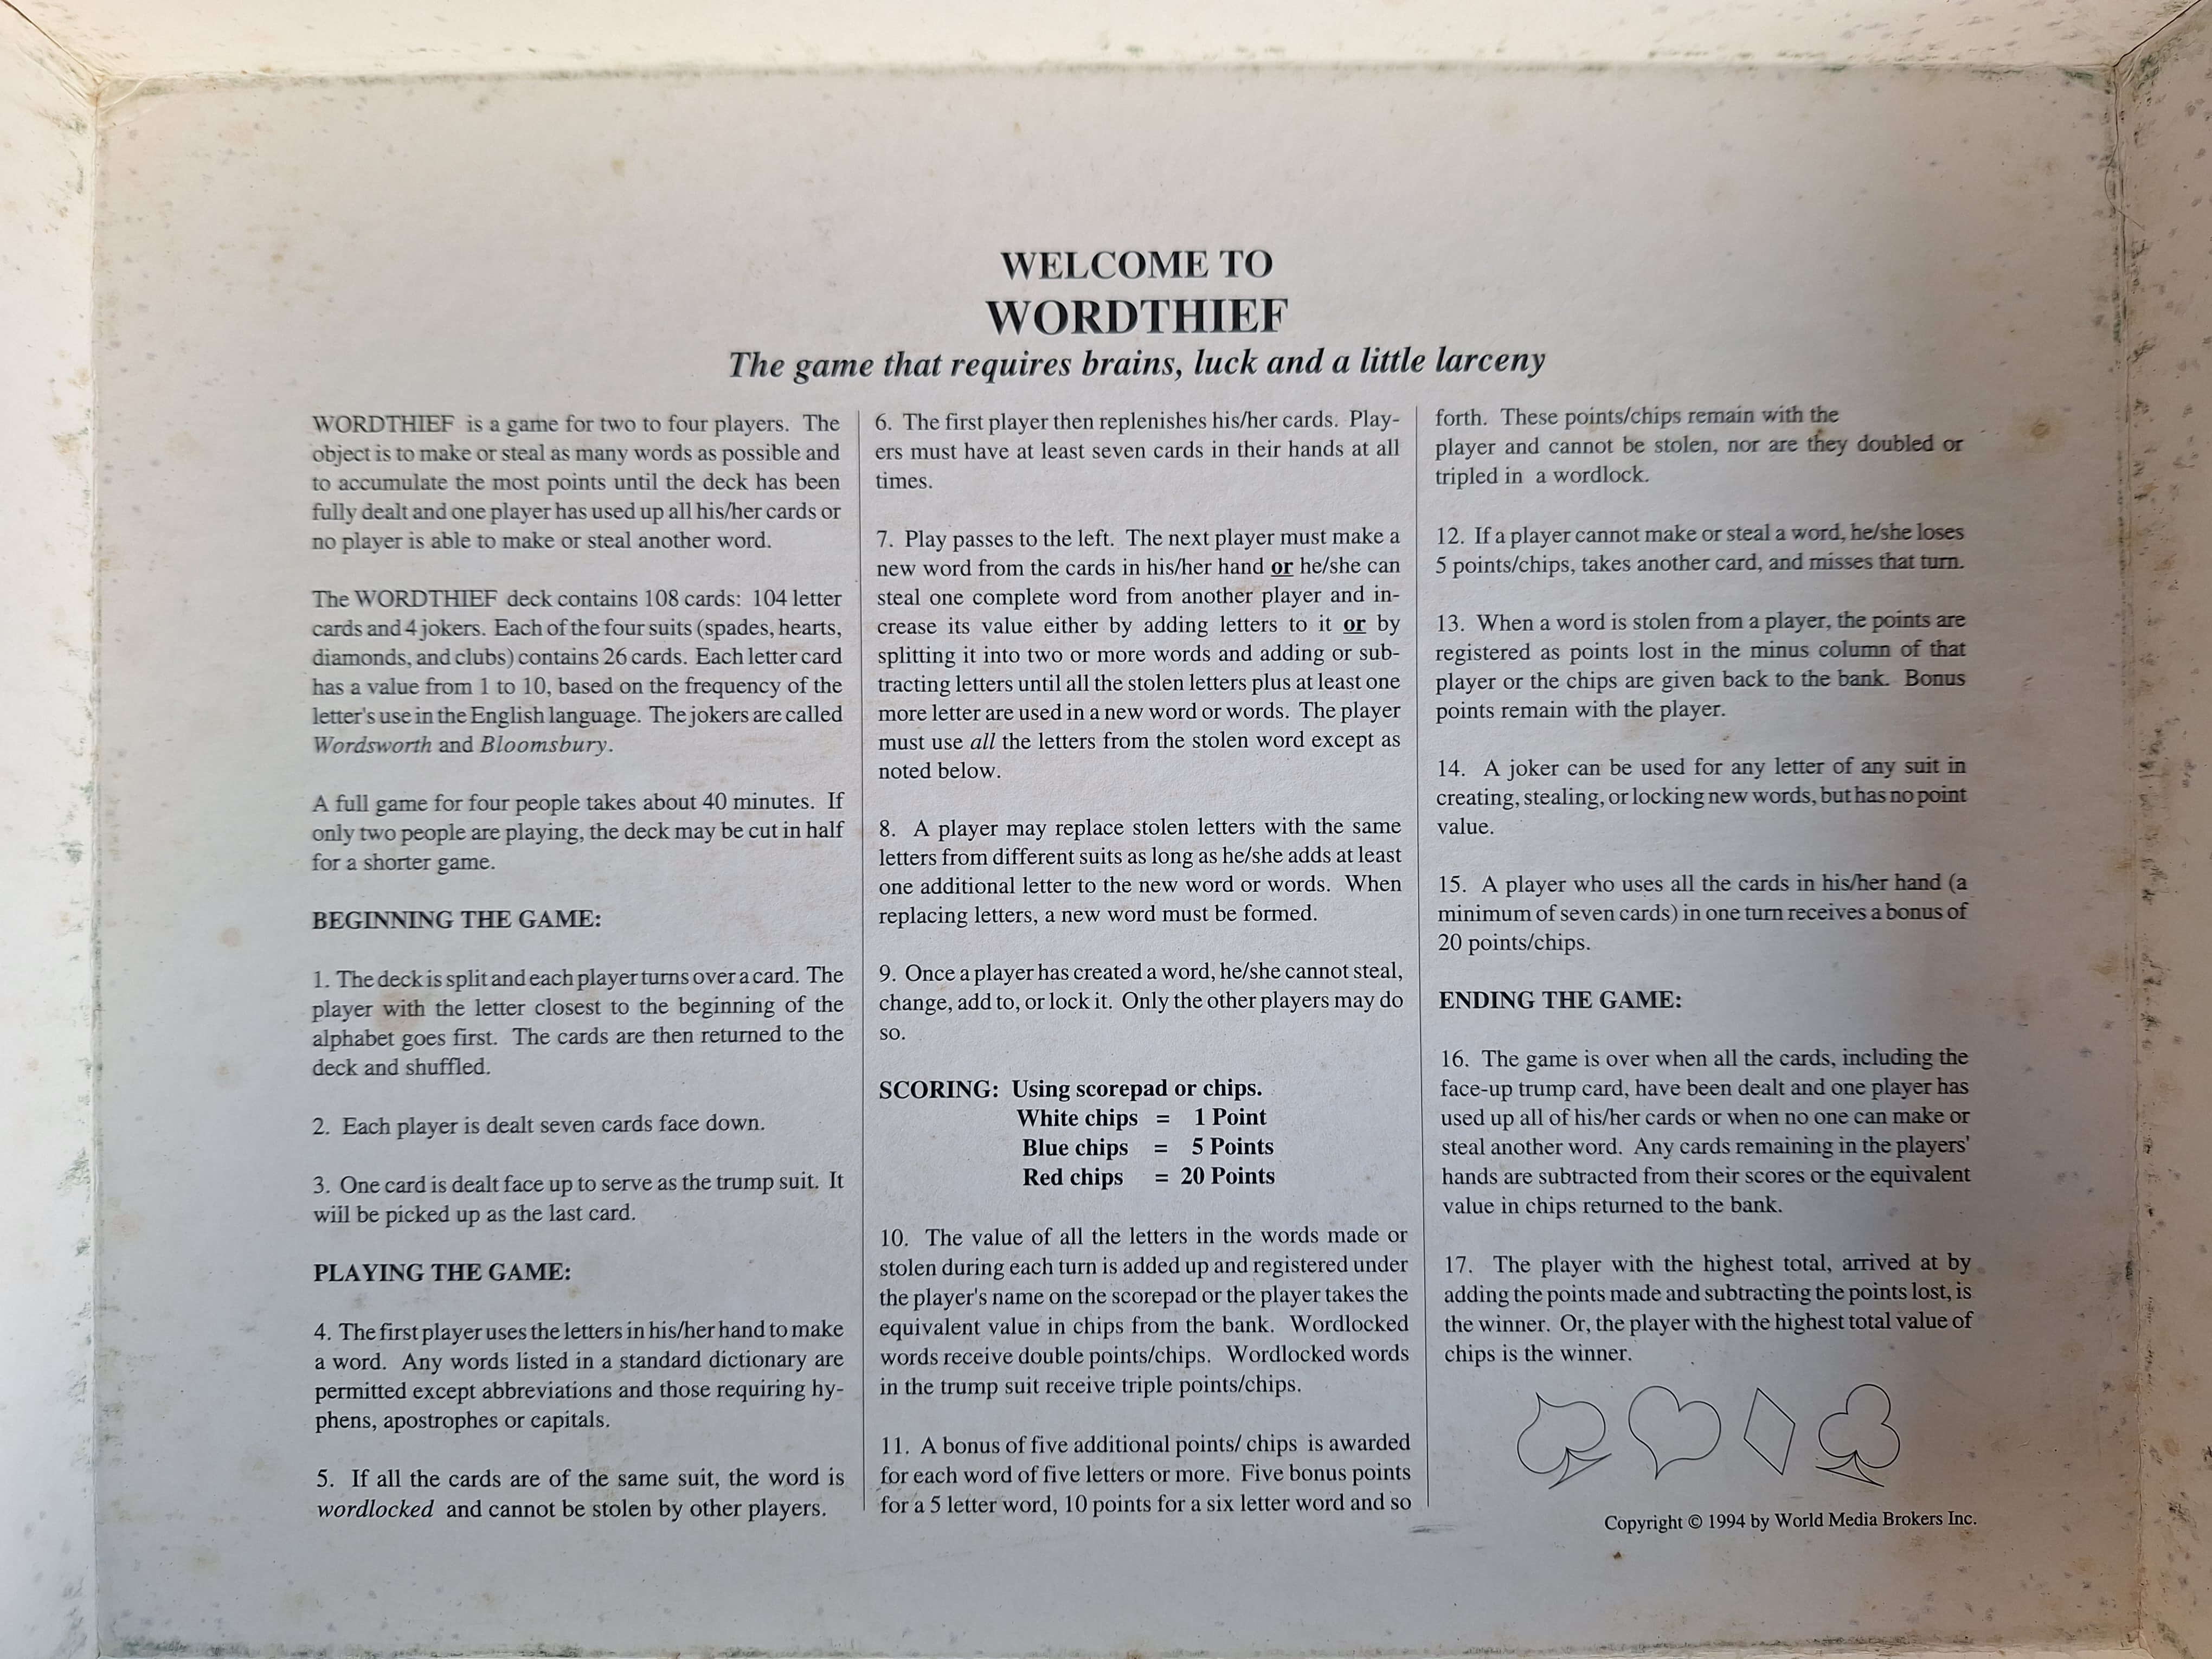 WELCOME TO
WORDTHIEF
The game that requires brains, luck and a little larceny
WORDTHIEF is a game for two to four players. The
object is to make or steal as many words as possible and
to accumulate the most points until the deck has been
fully dealt and one player has used up all his/her cards or
no player is able to make or steal another word.
The WORDTHIEF deck contains 108 cards: 104 letter
cards and 4 jokers. Each of the four suits (spades, hearts,
diamonds, and clubs) contains 26 cards. Each letter card
has a value from 1 to 10, based on the frequency of the
letter's use in the English language. The jokers are called
Wordsworth and Bloomsbury.
A full game for four people takes about 40 minutes. If
only two people are playing, the deck may be cut in half
for a shorter game.
BEGINNING THE GAME:
1. The deck is split and each player turns over a card. The
player with the letter closest to the beginning of the
alphabet goes first. The cards are then returned to the
deck and shuffled.
2. Each player is dealt seven cards face down.
3. One card is dealt face up to serve as the trump suit. It
will be picked up as the last card.
PLAYING THE GAME:
4. The first player uses the letters in his/her hand to make
a word. Any words listed in a standard dictionary are
permitted except abbreviations and those requiring hy-
phens, apostrophes or capitals.
5. If all the cards are of the same suit, the word is
wordlocked and cannot be stolen by other players.
6. The first player then replenishes his/her cards. Play-
ers must have at least seven cards in their hands at all
times.
7. Play passes to the left. The next player must make a
new word from the cards in his/her hand or he/she can
steal one complete word from another player and in-
crease its value either by adding letters to it or by
splitting it into two or more words and adding or sub-
tracting letters until all the stolen letters plus at least one
more letter are used in a new word or words. The player
must use all the letters from the stolen word except as
noted below.
8. A player may replace stolen letters with the same
letters from different suits as long as he/she adds at least
one additional letter to the new word or words. When
replacing letters, a new word must be formed.
9. Once a player has created a word, he/she cannot steal,
change, add to, or lock it. Only the other players may do
so.
SCORING: Using scorepad or chips.
White chips = 1 Point
Blue chips = 5 Points
Red chips = 20 Points
10. The value of all the letters in the words made or
stolen during each turn is added up and registered under
the player's name on the scorepad or the player takes the
equivalent value in chips from the bank. Wordlocked
words receive double points/chips. Wordlocked words
in the trump suit receive triple points/chips.
11. A bonus of five additional points/ chips is awarded
for each word of five letters or more. Five bonus points
for a 5 letter word, 10 points for a six letter word and so
forth. These points/chips remain with the
player and cannot be stolen, nor are they doubled or
tripled in a wordlock.
12. If a player cannot make or steal a word, he/she loses
5 points/chips, takes another card, and misses that turn.
13. When a word is stolen from a player, the points are
registered as points lost in the minus column of that
player or the chips are given back to the bank. Bonus
points remain with the player.
14. A joker can be used for any letter of any suit in
creating, stealing, or locking new words, but has no point
value.
15. A player who uses all the cards in his/her hand (a
minimum of seven cards) in one turn receives a bonus of
20 points/chips.
ENDING THE GAME:
16. The game is over when all the cards, including the
face-up trump card, have been dealt and one player has
used up all of his/her cards or when no one can make or
steal another word. Any cards remaining in the players'
hands are subtracted from their scores or the equivalent
value in chips returned to the bank.
17. The player with the highest total, arrived at by
adding the points made and subtracting the points lost, is
the winner. Or, the player with the highest total value of
chips is the winner.
Copyright © 1994 by World Media Brokers Inc.